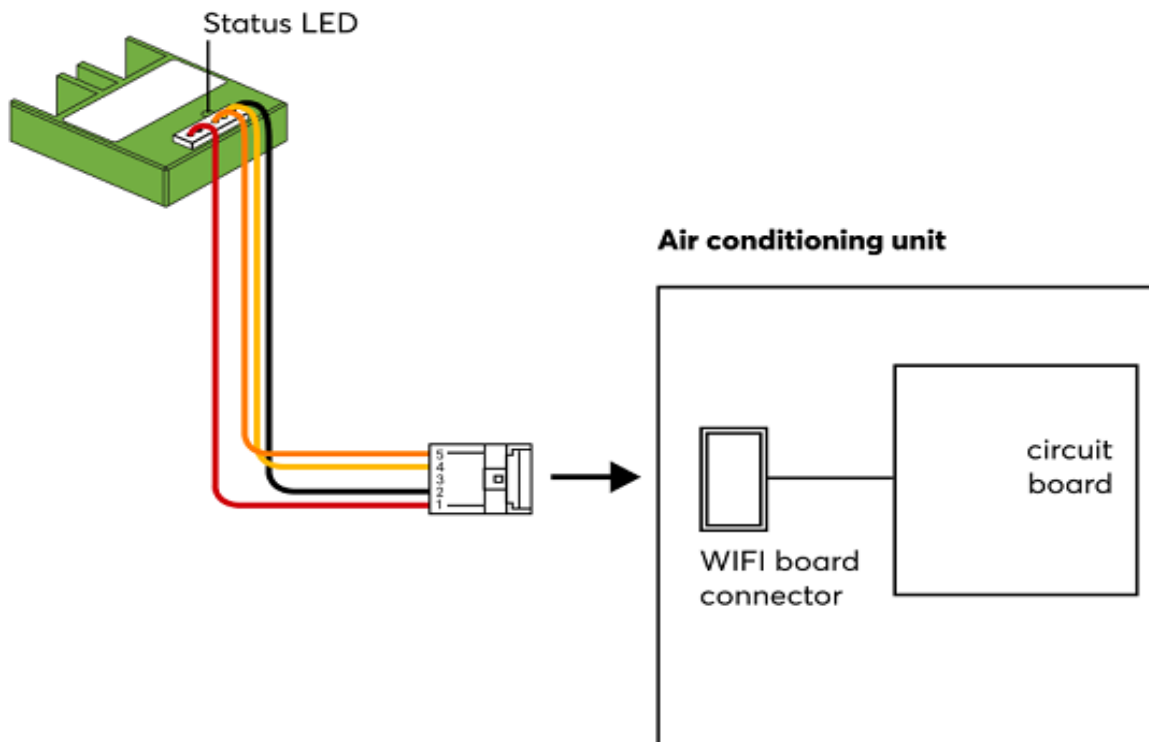 Status LED
Air conditioning unit
5
4
3
2
1
circuit
board
WIFI board
connector